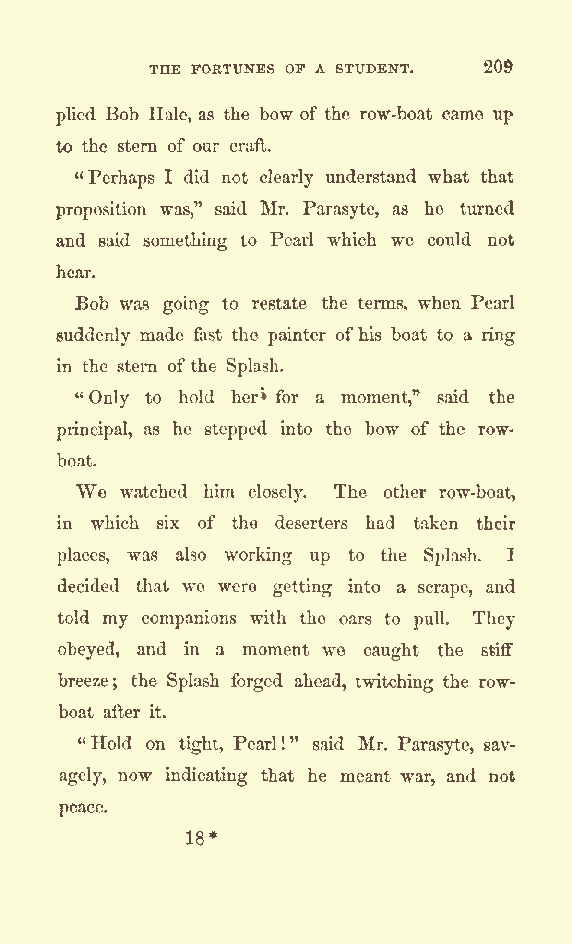 THE FORTUNES OF A STUDENT. 209
plied Bob Hale, as the bow of the row-boat came up
to the stern of our craft.
"Perhaps I did not clearly understand what that
proposition was," said Mr. Parasyte, as he turned
and said something to Pearl which we could not
hear.
Bob was going to restate the terms, when Pearl
suddenly made fast the painter of his boat to a ring
in the stern of the Splash.
"Only to hold her for a moment," said the
principal, as he stepped into the bow of the row-
boat.
We watched him closely. The other row-boat,
in which six of the deserters had taken their
places, was also working up to the Splash. I
decided that we were getting into a scrape, and
told my companions with the oars to pull. They
obeyed, and in a moment we caught the stiff
breeze; the Splash forged ahead, twitching the row-
boat after it.
"Hold on tight, Pearl!" said Mr. Parasyte, sav-
agely, now indicating that he meant war, and not
peace.
18*